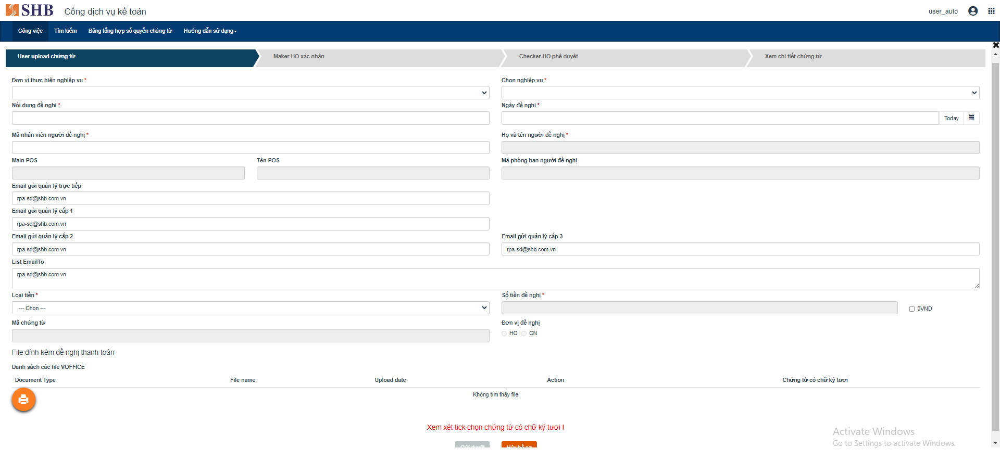 SHB Cổng dịch vụ kế toán user_auto
Công việc Tìm kiếm Bảng tổng hợp số quyển chứng từ Hướng dẫn sử dụng
User upload chứng từ Maker HO xác nhận Checker HO phê duyệt Xem chi tiết chứng từ
Đơn vị thực hiện nghiệp vụ * Chọn nghiệp vụ *
Nội dung đề nghị * Ngày đề nghị *
Today
Mã nhân viên người đề nghị * Họ và tên người đề nghị *
Main POS Tên POS Mã phòng ban người đề nghị
Email gửi quản lý trực tiếp
rpa-sd@shb.com.vn
Email gửi quản lý cấp 1
rpa-sd@shb.com.vn
Email gửi quản lý cấp 2 Email gửi quản lý cấp 3
rpa-sd@shb.com.vn rpa-sd@shb.com.vn
List EmailTo
rpa-sd@shb.com.vn
Loại tiền * Số tiền đề nghị *
--- Chọn --- 0VND
Mã chứng từ Đơn vị đề nghị
HO CN
File đính kèm đề nghị thanh toán
Danh sách các file VOFFICE
Document Type File name Upload date Action Chứng từ có chữ ký tươi
Không tìm thấy file
Xem xét tick chọn chứng từ có chữ ký tươi !
Activate Windows
Go to Settings to activate Windows.
Gửi duyệt Hủy hồ sơ